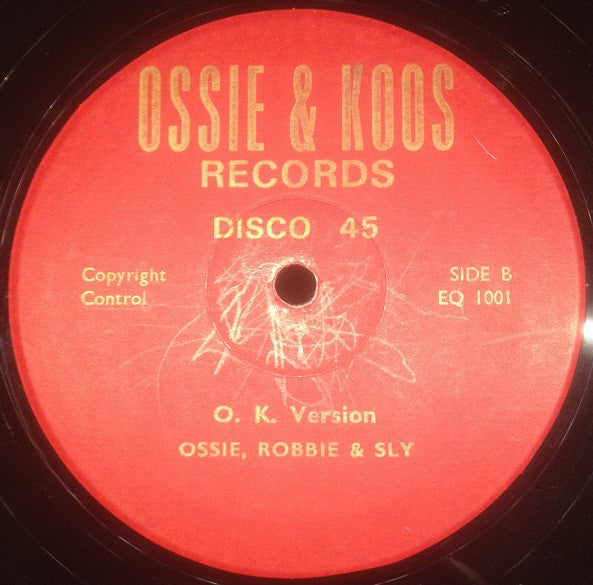 OSSIE & KOOS
RECORDS
DISCO 45
Copyright
Control
SIDE B
EQ 1001
O. K. Version
OSSIE, ROBBIE & SLY